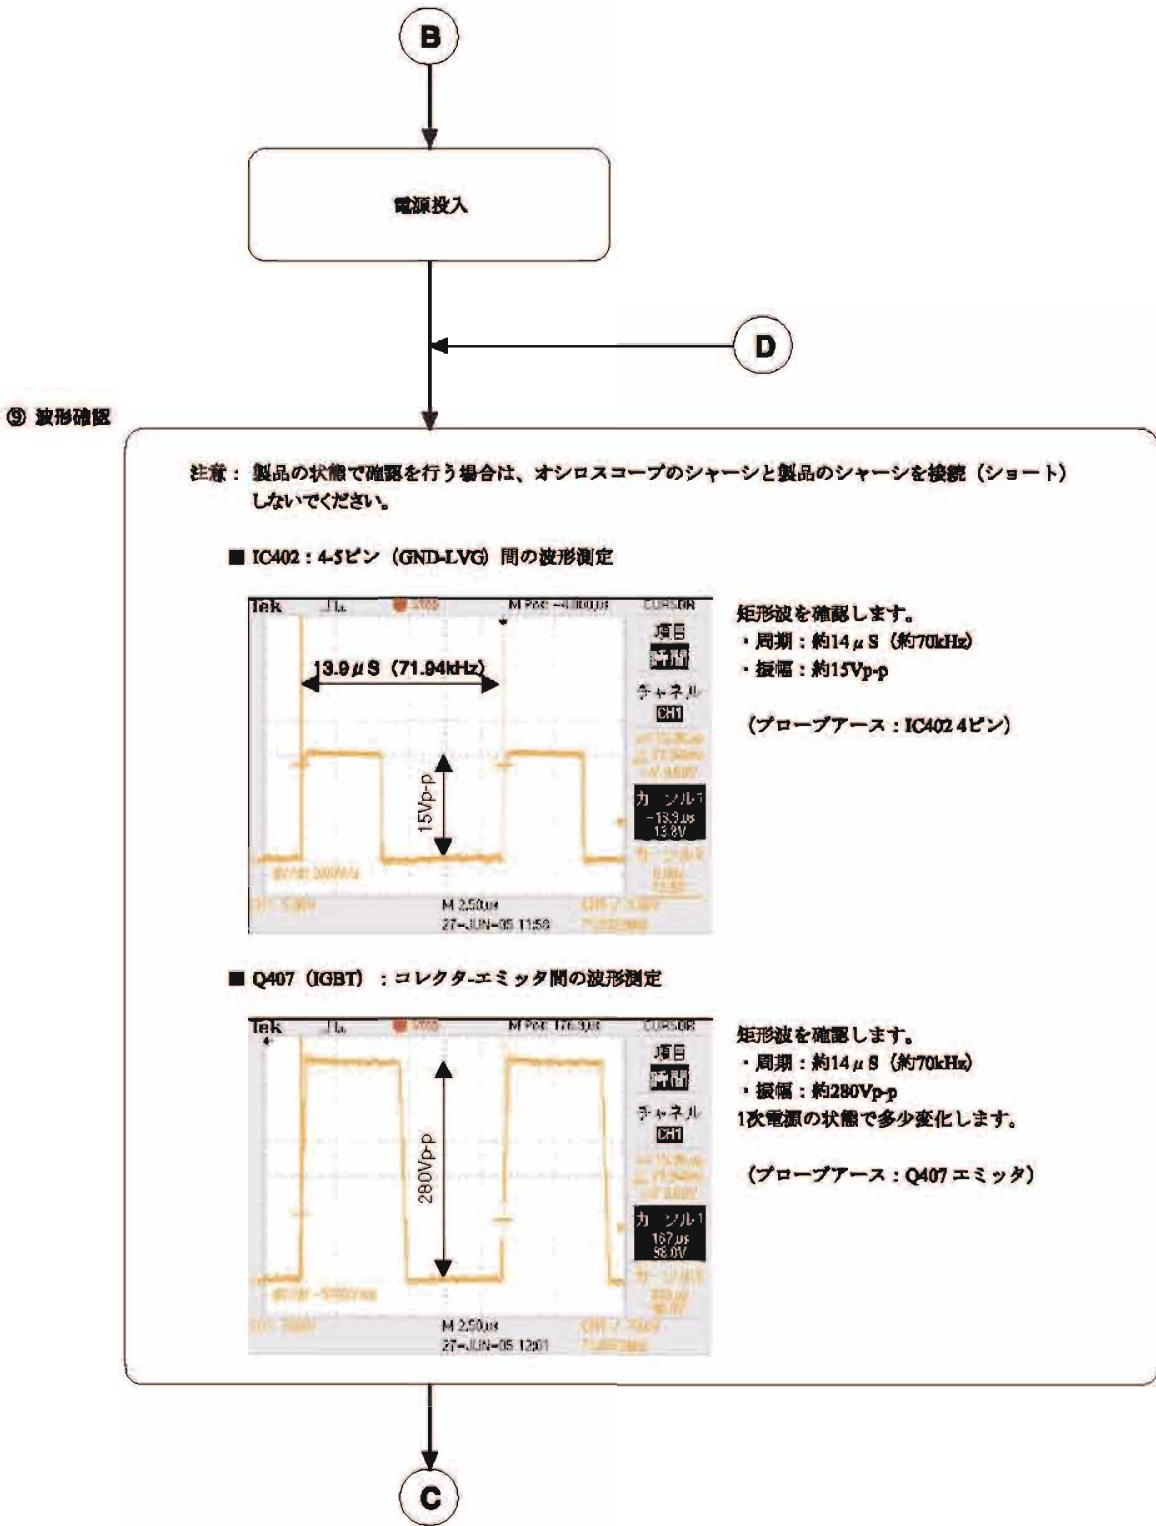 B
電源投入
D
⑨ 波形確認
注意： 製品の状態で確認を行う場合は、オシロスコープのシャーシと製品のシャーシを接続（ショート）
しないでください。
■ IC402：4-5ピン（GND-LVG）間の波形測定
Tek
CURSOR
項目
時間
13.9μS（71.94kHz）
チャネル
CH1
15Vp-p
13.8V
M 2.50us
27-JUN-05 11:56
矩形波を確認します。
・周期：約14μS（約70kHz）
・振幅：約15Vp-p
（プローブアース：IC402 4ピン）
■ Q407（IGBT）：コレクタ-エミッタ間の波形測定
Tek
CURSOR
項目
時間
チャネル
CH1
280Vp-p
167us
98.0V
M 2.50us
27-JUN-05 12:01
矩形波を確認します。
・周期：約14μS（約70kHz）
・振幅：約280Vp-p
1次電源の状態で多少変化します。
（プローブアース：Q407 エミッタ）
C